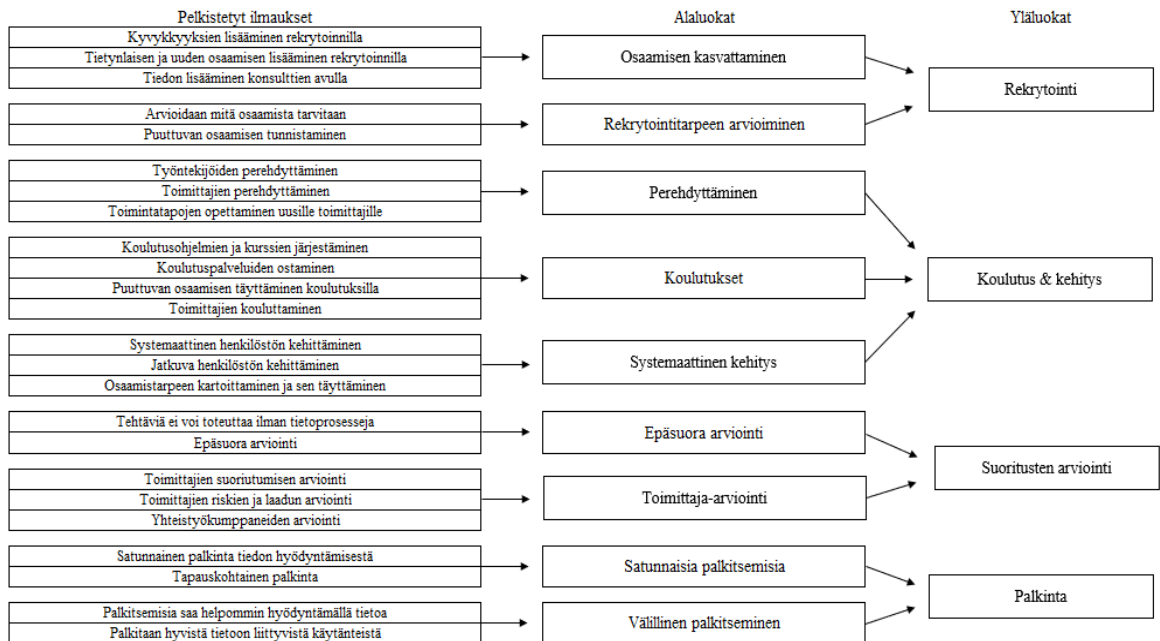 Pelkistetyt ilmaukset
Alaluokat
Yläluokat
Kyvykkyyksien lisääminen rekrytoinnilla
Tietynlaisen ja uuden osaamisen lisääminen rekrytoinnilla
Tiedon lisääminen konsulttien avulla
Osaamisen kasvattaminen
Rekrytointi
Arvioidaan mitä osaamista tarvitaan
Puuttuvan osaamisen tunnistaminen
Rekrytointitarpeen arvioiminen
Työntekijöiden perehdyttäminen
Toimittajien perehdyttäminen
Toimintatapojen opettaminen uusille toimittajille
Perehdyttäminen
Koulutusohjelmien ja kurssien järjestäminen
Koulutuspalveluiden ostaminen
Puuttuvan osaamisen täyttäminen koulutuksilla
Toimittajien kouluttaminen
Koulutukset
Koulutus & kehitys
Systemaattinen henkilöstön kehittäminen
Jatkuva henkilöstön kehittäminen
Osaamistarpeen kartoittaminen ja sen täyttäminen
Systemaattinen kehitys
Tehtäviä ei voi toteuttaa ilman tietoprosesseja
Epäsuora arviointi
Epäsuora arviointi
Suoritusten arviointi
Toimittajien suoriutumisen arviointi
Toimittajien riskien ja laadun arviointi
Yhteistyökumppaneiden arviointi
Toimittaja-arviointi
Satunnainen palkinta tiedon hyödyntämisestä
Tapauskohtainen palkinta
Satunnaisia palkitsemisia
Palkinta
Palkitsemisia saa helpommin hyödyntämällä tietoa
Palkitaan hyvistä tietoon liittyvistä käytänteistä
Välillinen palkitseminen